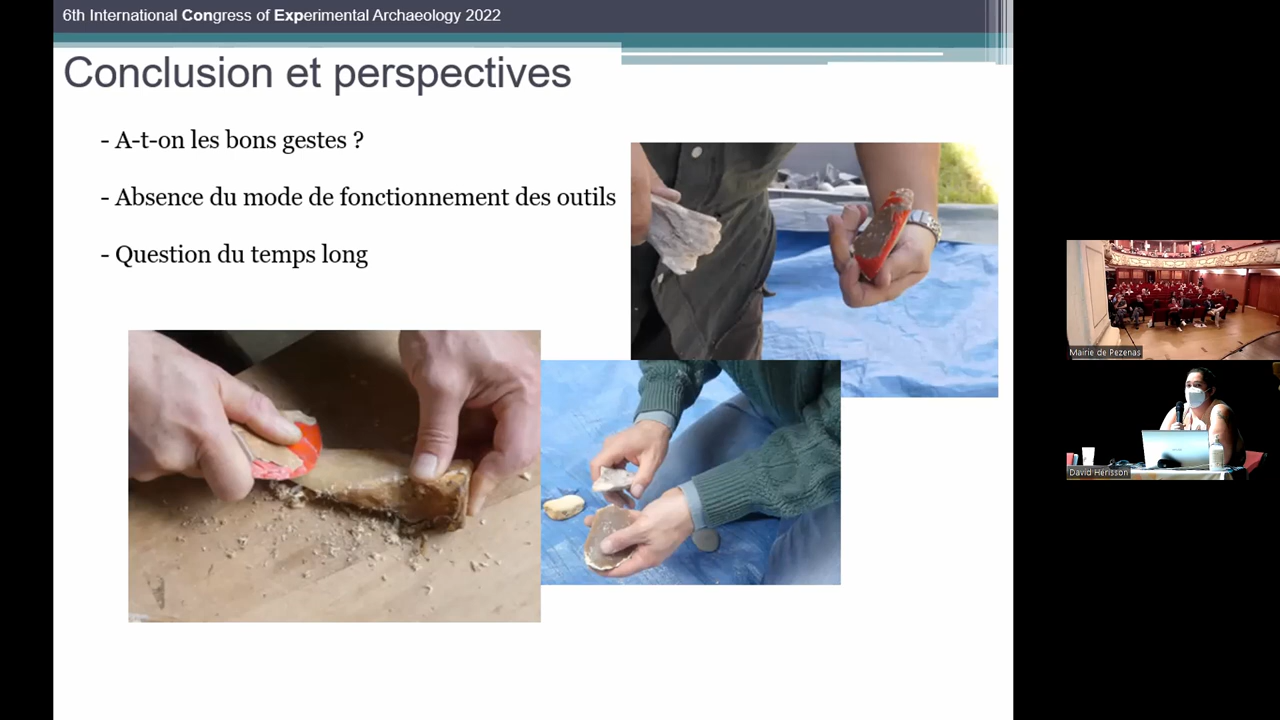 6th International Congress of Experimental Archaeology 2022
Conclusion et perspectives
- A-t-on les bons gestes ?
- Absence du mode de fonctionnement des outils
- Question du temps long
Mairie de Pezenas
David Hérisson